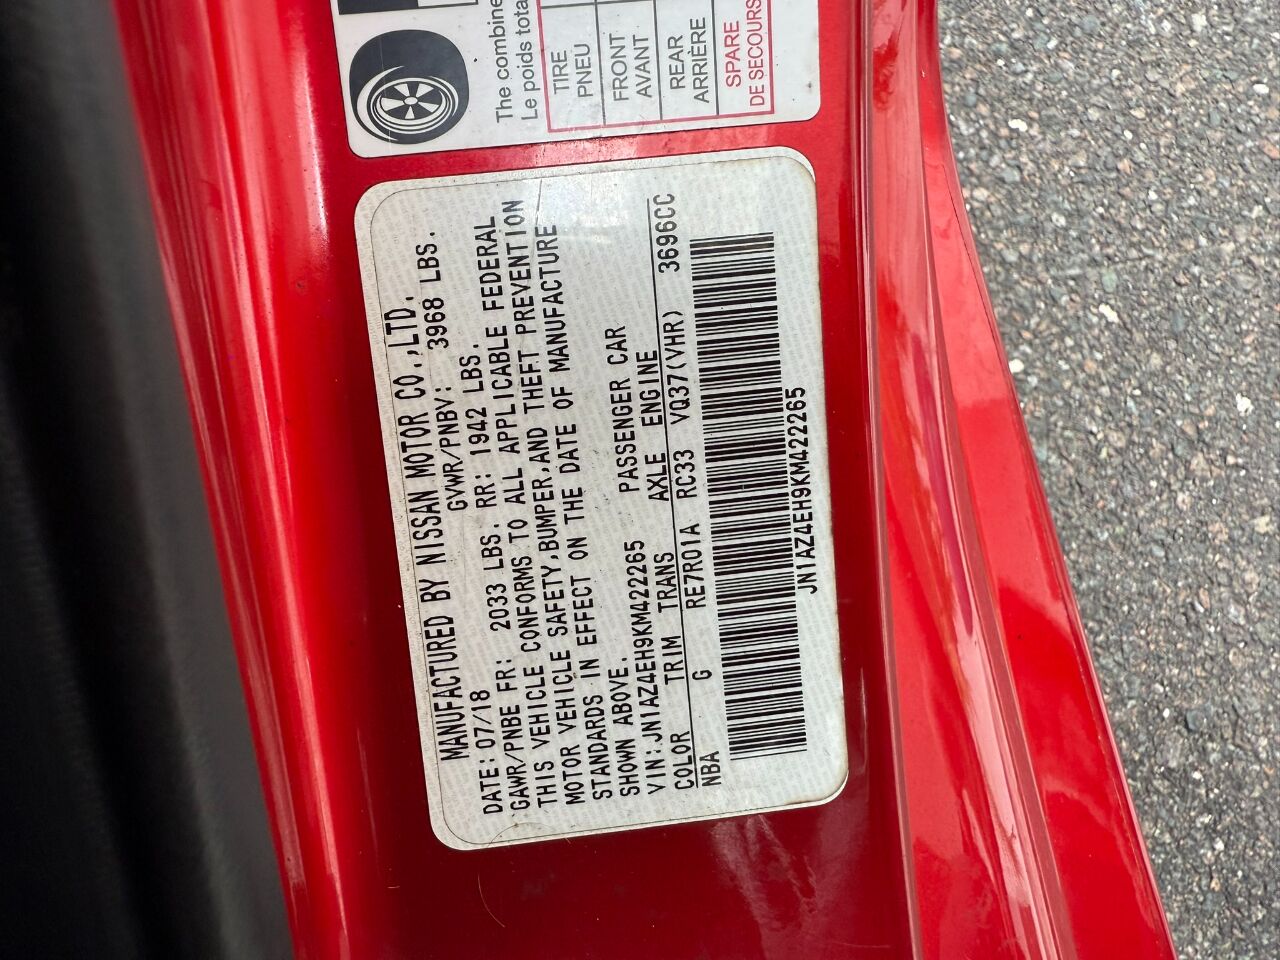 MANUFACTURED BY NISSAN MOTOR CO.,LTD.
DATE: 07/18 GVWR/PNBV: 3968 LBS.
GAWR/PNBE FR: 2033 LBS. RR: 1942 LBS.
THIS VEHICLE CONFORMS TO ALL APPLICABLE FEDERAL
MOTOR VEHICLE SAFETY,BUMPER,AND THEFT PREVENTION
STANDARDS IN EFFECT ON THE DATE OF MANUFACTURE
SHOWN ABOVE.
VIN:JN1AZ4EH9KM422265 PASSENGER CAR
COLOR TRIM TRANS AXLE ENGINE
NBA G RE7R01A RC33 VQ37(VHR) 3696CC
JN1AZ4EH9KM422265
The combine
Le poids tota
TIRE
PNEU
FRONT
AVANT
REAR
ARRIÈRE
SPARE
DE SECOURS